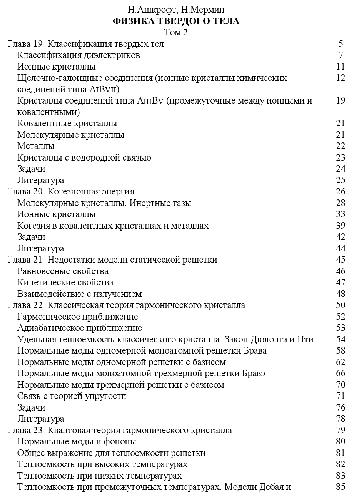 Н.Ашкрофт, Н.Мермин
ФИЗИКА ТВЕРДОГО ТЕЛА
Том 2
Глава 19. Классификация твердых тел 5
Классификация диэлектриков 7
Ионные кристаллы 11
Щелочно-галоидные соединения (ионные кристаллы химических 12
соединений типа AIBVII)
Кристаллы соединений типа AIIIBV (промежуточные между ионными и 19
ковалентными)
Ковалентные кристаллы 21
Молекулярные кристаллы 21
Металлы 22
Кристаллы с водородной связью 23
Задачи 24
Литература 25
Глава 20. Когезионная энергия 26
Молекулярные кристаллы. Инертные газы 28
Ионные кристаллы 33
Когезия в ковалентных кристаллах и металлах 39
Задачи 42
Литература 44
Глава 21. Недостатки модели статической решетки 45
Равновесные свойства 46
Кинетические свойства 47
Взаимодействие с излучением 48
Глава 22. Классическая теория гармонического кристалла 50
Гармоническое приближение 52
Адиабатическое приближение 53
Удельная теплоемкость классического кристалла. Закон Дюлонга и Пти 54
Нормальные моды одномерной моноатомной решетки Бравэ 58
Нормальные моды одномерной решетки с базисом 62
Нормальные моды моноатомной трехмерной решетки Бравэ 66
Нормальные моды трехмерной решетки с базисом 70
Связь с теорией упругости 71
Задачи 76
Литература 78
Глава 23. Квантовая теория гармонического кристалла 79
Нормальные моды и фононы 80
Общее выражение для теплоемкости решетки 81
Теплоемкость при высоких температурах 82
Теплоемкость при низких температурах 83
Теплоемкость при промежуточных температурах. Модели Дебая и 85